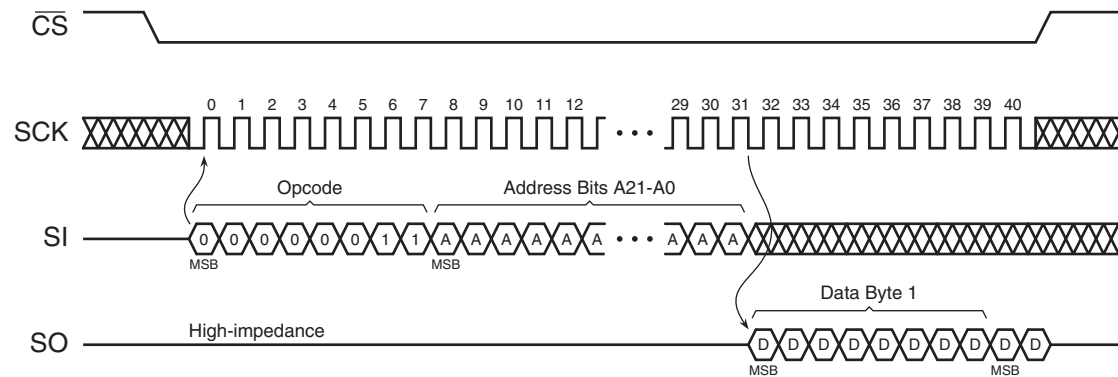 CS
0 1 2 3 4 5 6 7 8 9 10 11 12 29 30 31 32 33 34 35 36 37 38 39 40
SCK
Opcode Address Bits A21-A0
SI 0 0 0 0 0 0 1 1 A A A A A A A A A
MSB MSB
Data Byte 1
High-impedance
SO D D D D D D D D D D
MSB MSB